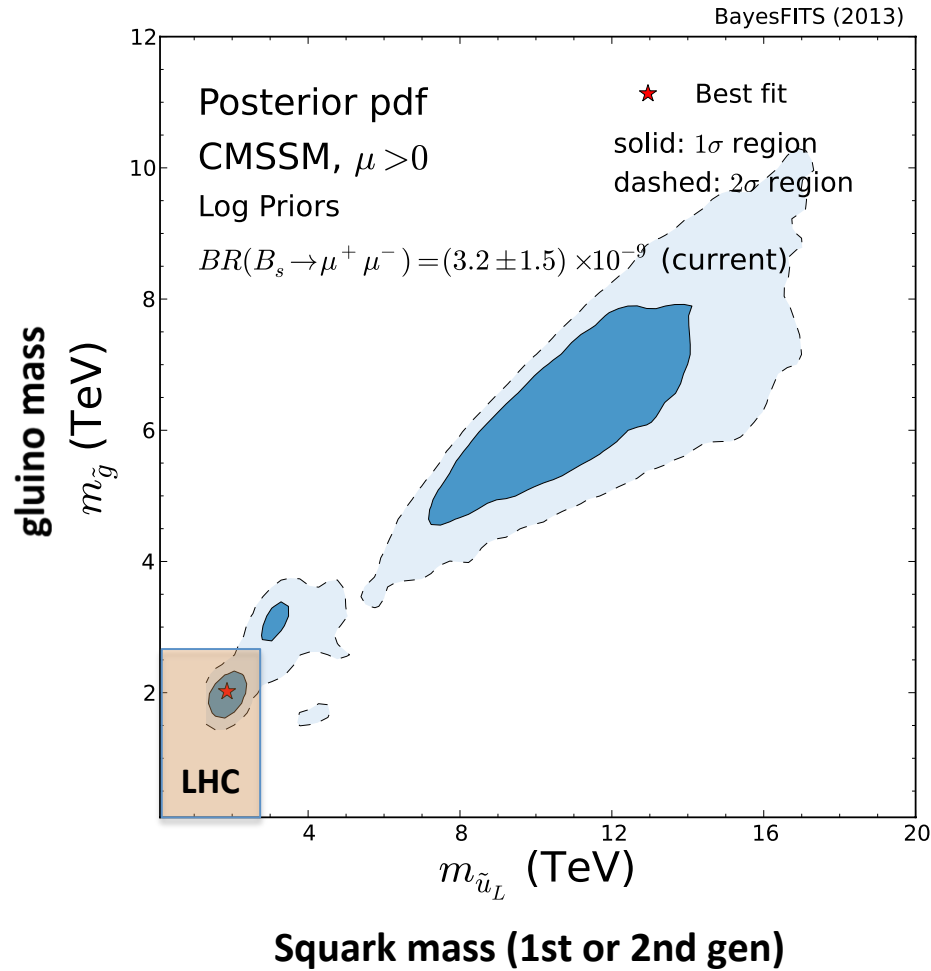 BayesFITS (2013)
Posterior pdf
CMSSM, μ > 0
Log Priors
BR(B_s → μ⁺ μ⁻) = (3.2 ± 1.5) × 10⁻⁹ (current)
Best fit
solid: 1σ region
dashed: 2σ region
12
10
8
6
4
2
gluino mass
m_g̃ (TeV)
LHC
4 8 12 16 20
m_ũ_L (TeV)
Squark mass (1st or 2nd gen)